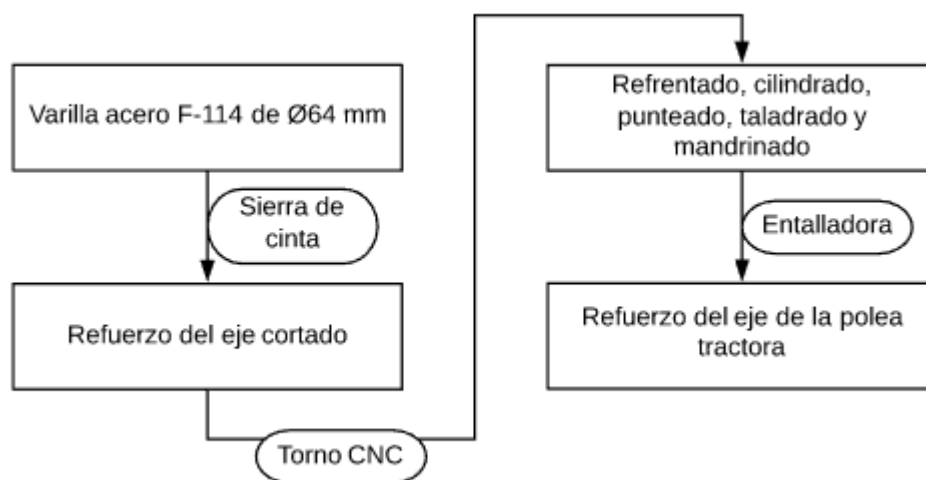 Varilla acero F-114 de Ø64 mm
Sierra de
cinta
Refuerzo del eje cortado
Torno CNC
Refrentado, cilindrado,
punteado, taladrado y
mandrinado
Entalladora
Refuerzo del eje de la polea
tractora